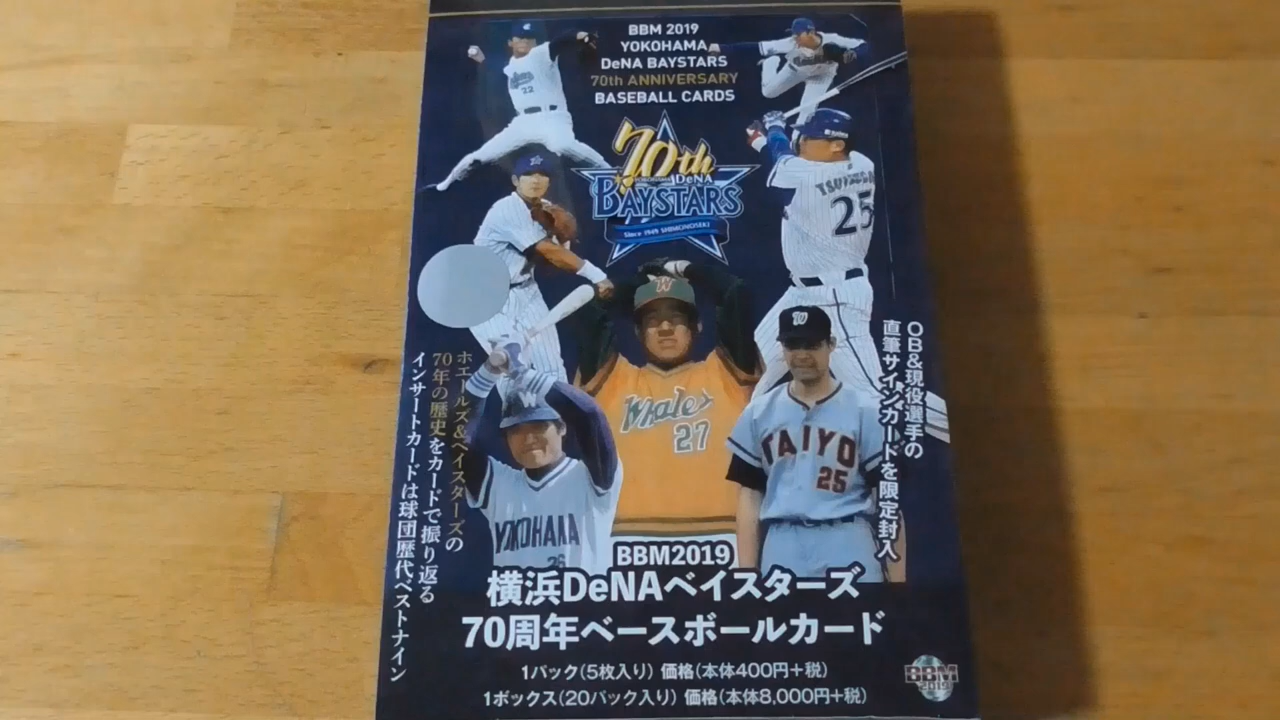 BBM 2019
YOKOHAMA
DeNA BAYSTARS
70th ANNIVERSARY
BASEBALL CARDS
22
70th
YOKOHAMA DeNA
BAYSTARS
Since 1949 SHIMONOSEKI
25
W
Whales
27
W
TAIYO
25
W
YOKOHAMA
26
OB&現役選手の
直筆サインカードを限定封入
ホエールズ&ベイスターズの
70年の歴史をカードで振り返る
インサートカードは球団歴代ベストナイン
BBM2019
横浜DeNAベイスターズ
70周年ベースボールカード
1パック(5枚入り) 価格(本体400円+税)
1ボックス(20パック入り) 価格(本体8,000円+税)
BBM
2019